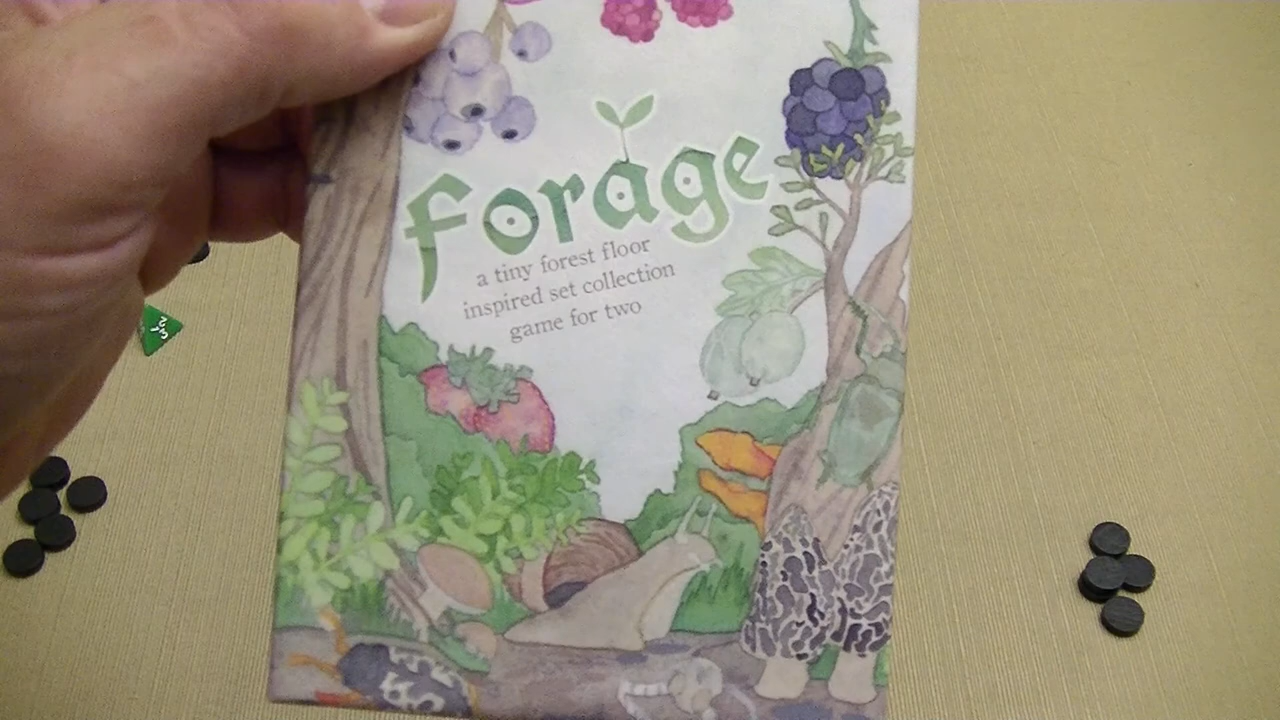 forage
a tiny forest floor
inspired set collection
game for two